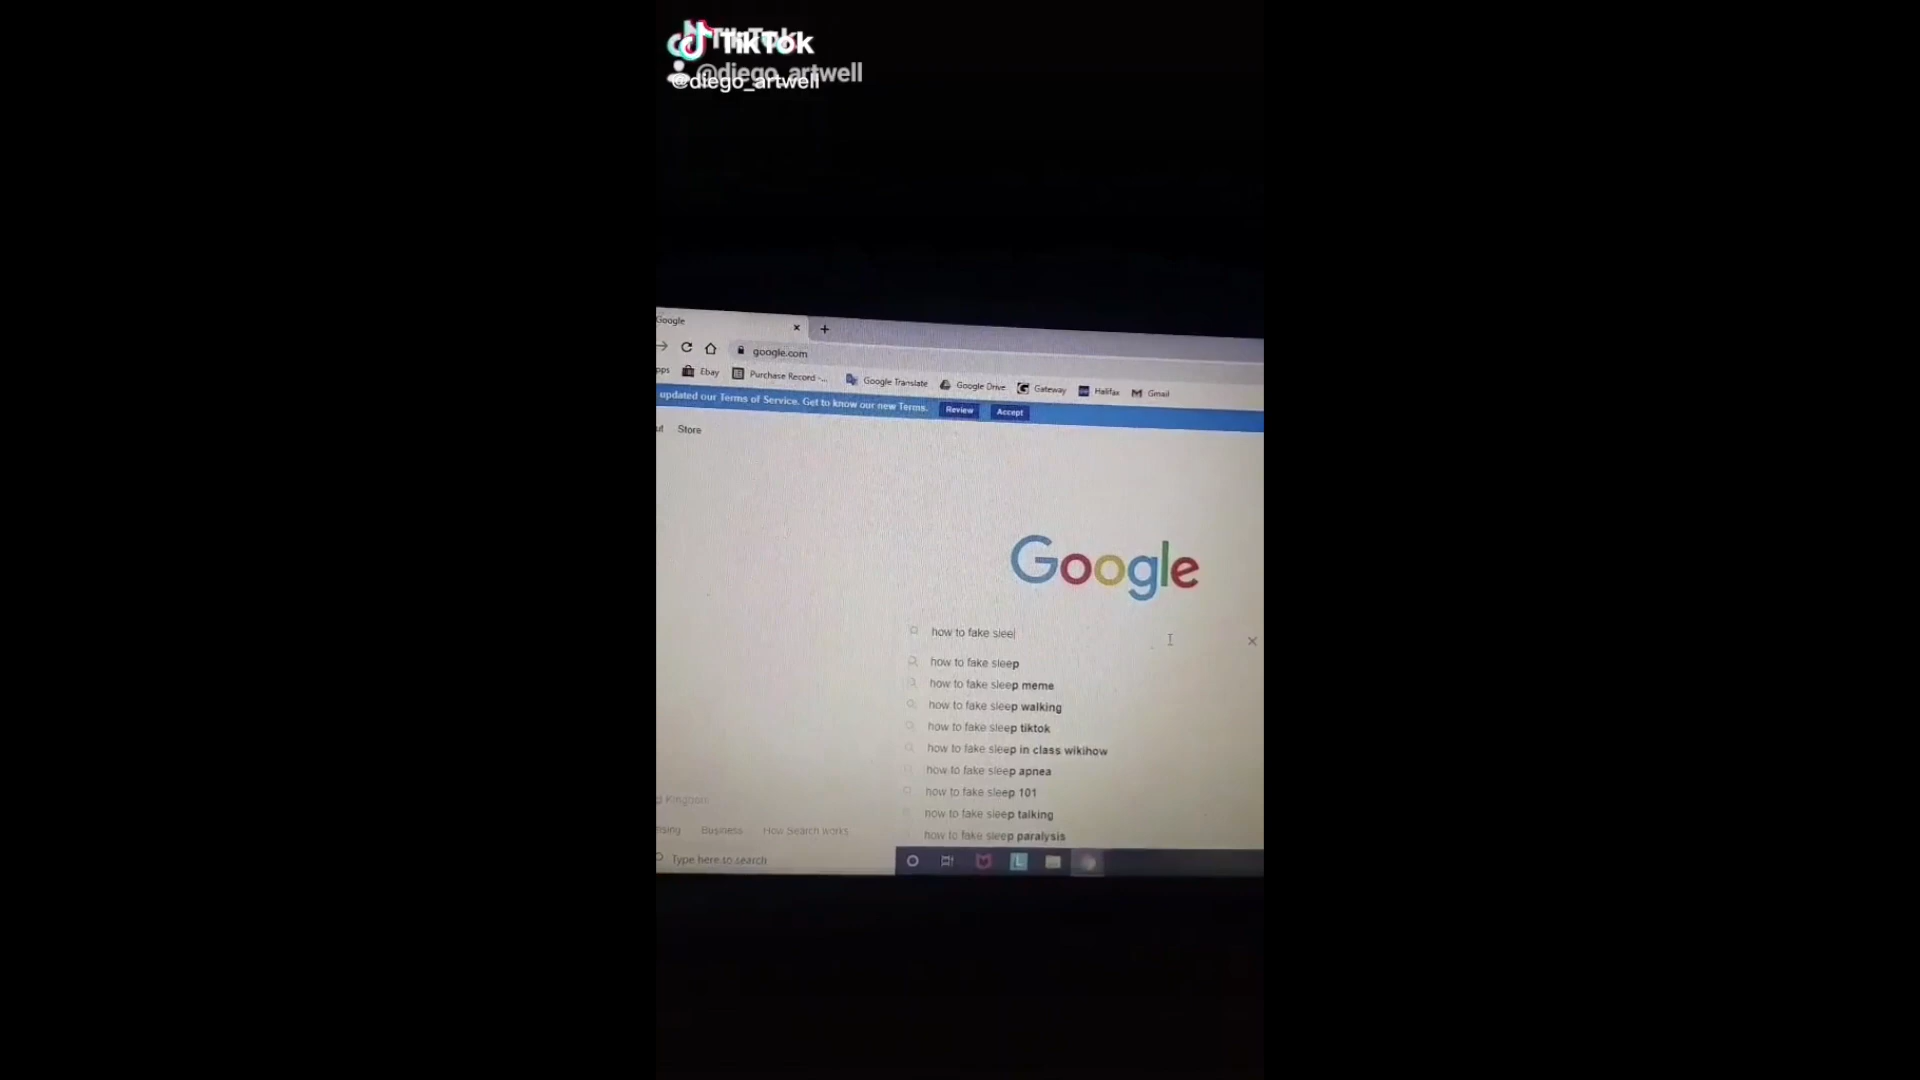 TikTok
@diego_artwell
@diego_artwell
Google
google.com
Ebay Purchase Record -... Google Translate Google Drive Gateway Halifax Gmail
updated our Terms of Service. Get to know our new Terms. Review Accept
Store
Google
how to fake slee
how to fake sleep
how to fake sleep meme
how to fake sleep walking
how to fake sleep tiktok
how to fake sleep in class wikihow
how to fake sleep apnea
how to fake sleep 101
how to fake sleep talking
how to fake sleep paralysis
d Kingdom
Business How Search works
Type here to search
L